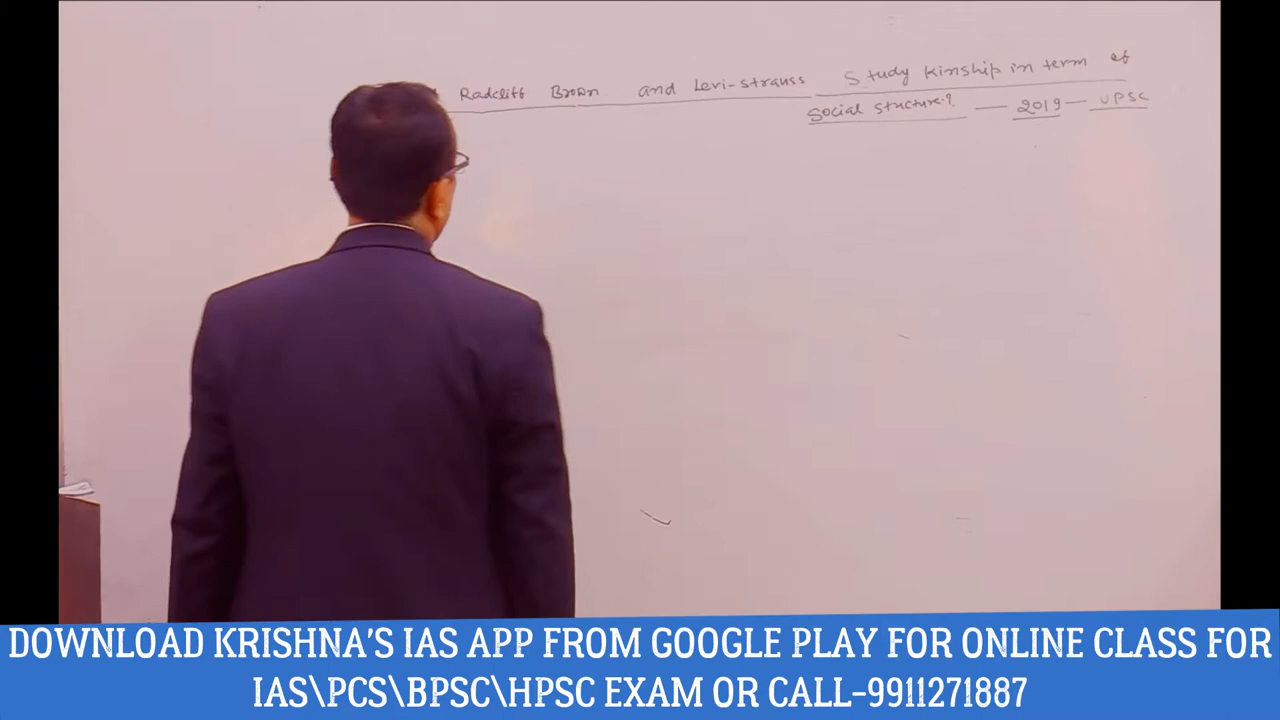 Radcliff Brown and Levi-strauss Study Kinship in term of
Social structure? — 2019 — UPSC
DOWNLOAD KRISHNA'S IAS APP FROM GOOGLE PLAY FOR ONLINE CLASS FOR
IAS\PCS\BPSC\HPSC EXAM OR CALL-9911271887